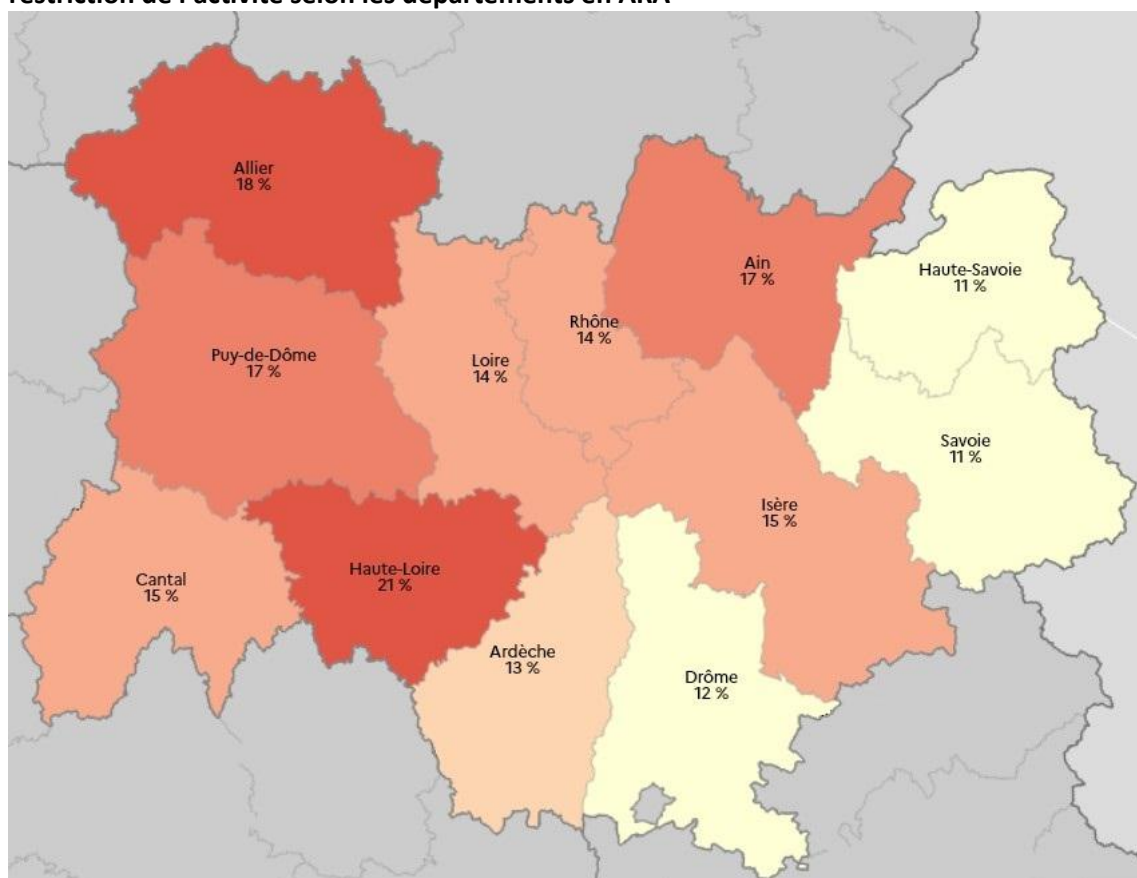 restriction de l'activité selon les départements en ARA
Allier
18 %
Ain
17 %
Haute-Savoie
11 %
Rhône
14 %
Puy-de-Dôme
17 %
Loire
14 %
Savoie
11 %
Isère
15 %
Haute-Loire
21 %
Cantal
15 %
Ardèche
13 %
Drôme
12 %